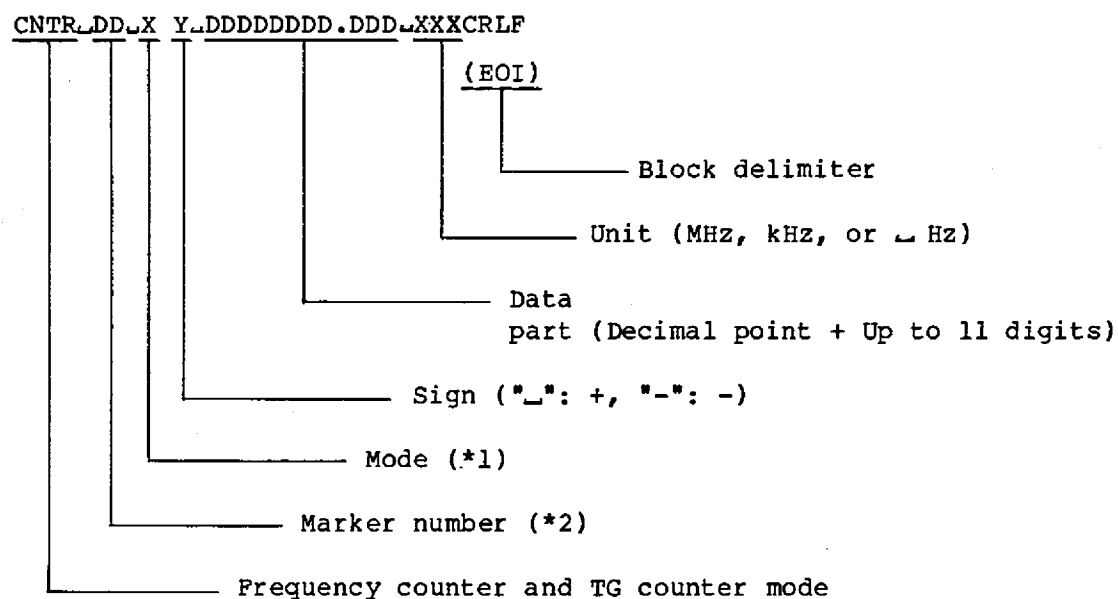 CNTR␣DD␣X Y␣DDDDDDDD.DDD␣XXXCRLF
(EOI)
Block delimiter
Unit (MHz, kHz, or ␣ Hz)
Data
part (Decimal point + Up to 11 digits)
Sign ("␣": +, "-": -)
Mode (*1)
Marker number (*2)
Frequency counter and TG counter mode